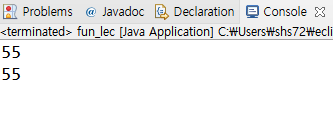 Problems @ Javadoc Declaration Console
<terminated> fun_lec [Java Application] C:₩Users₩shs72₩ecli
55
55